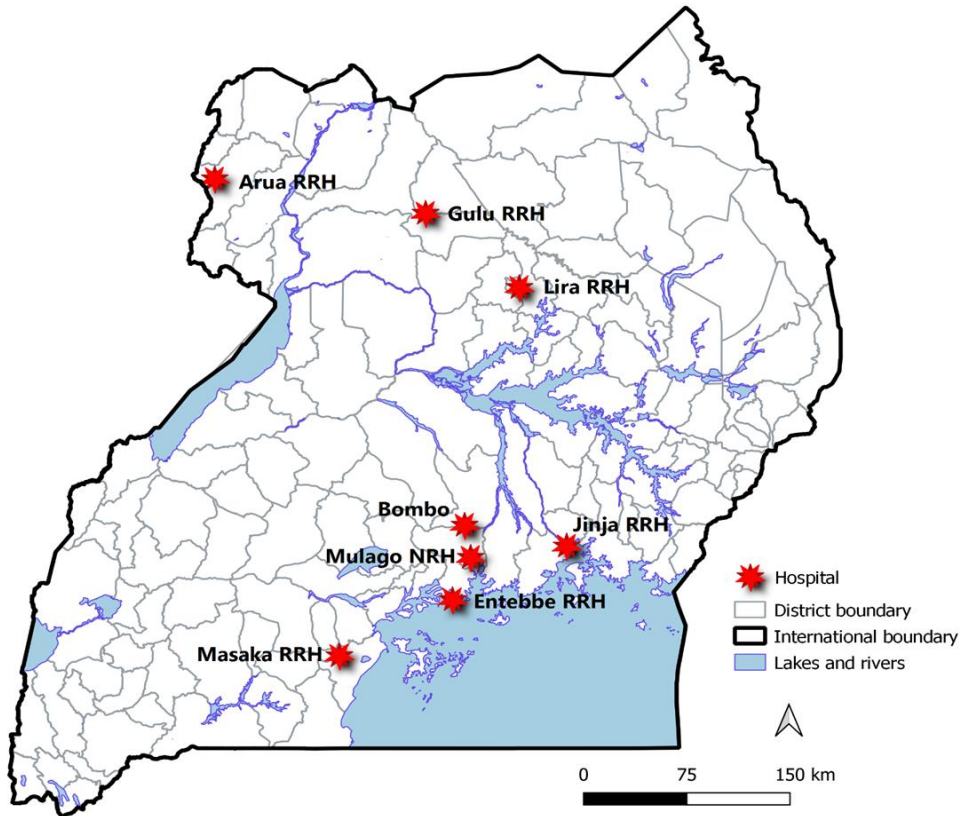 Arua RRH
Gulu RRH
Lira RRH
Bombo
Jinja RRH
Mulago NRH
Entebbe RRH
Masaka RRH
Hospital
District boundary
International boundary
Lakes and rivers
0 75 150 km